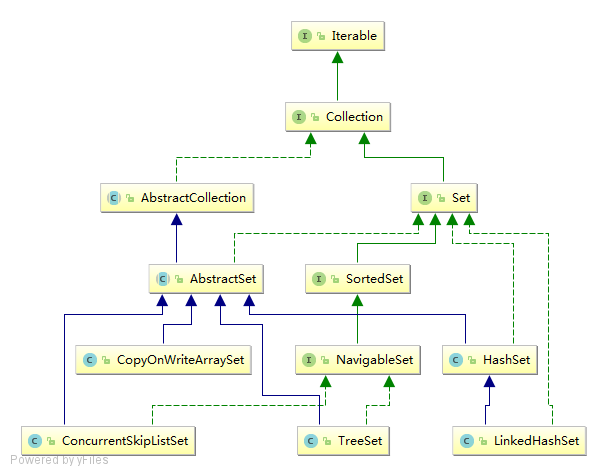 I Iterable
I Collection
C AbstractCollection
I Set
C AbstractSet
I SortedSet
C CopyOnWriteArraySet
I NavigableSet
C HashSet
C ConcurrentSkipListSet
C TreeSet
C LinkedHashSet
Powered by yFiles